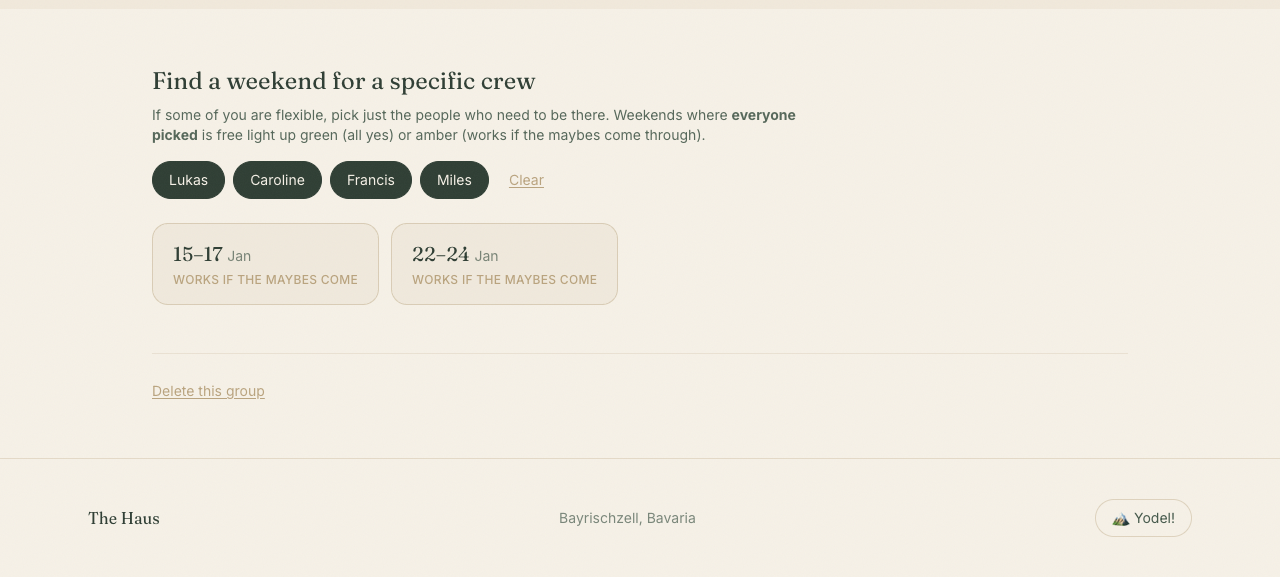 Find a weekend for a specific crew
If some of you are flexible, pick just the people who need to be there. Weekends where everyone
picked is free light up green (all yes) or amber (works if the maybes come through).
Lukas Caroline Francis Miles Clear
15–17 Jan 22–24 Jan
WORKS IF THE MAYBES COME WORKS IF THE MAYBES COME
Delete this group
The Haus Bayrischzell, Bavaria Yodel!